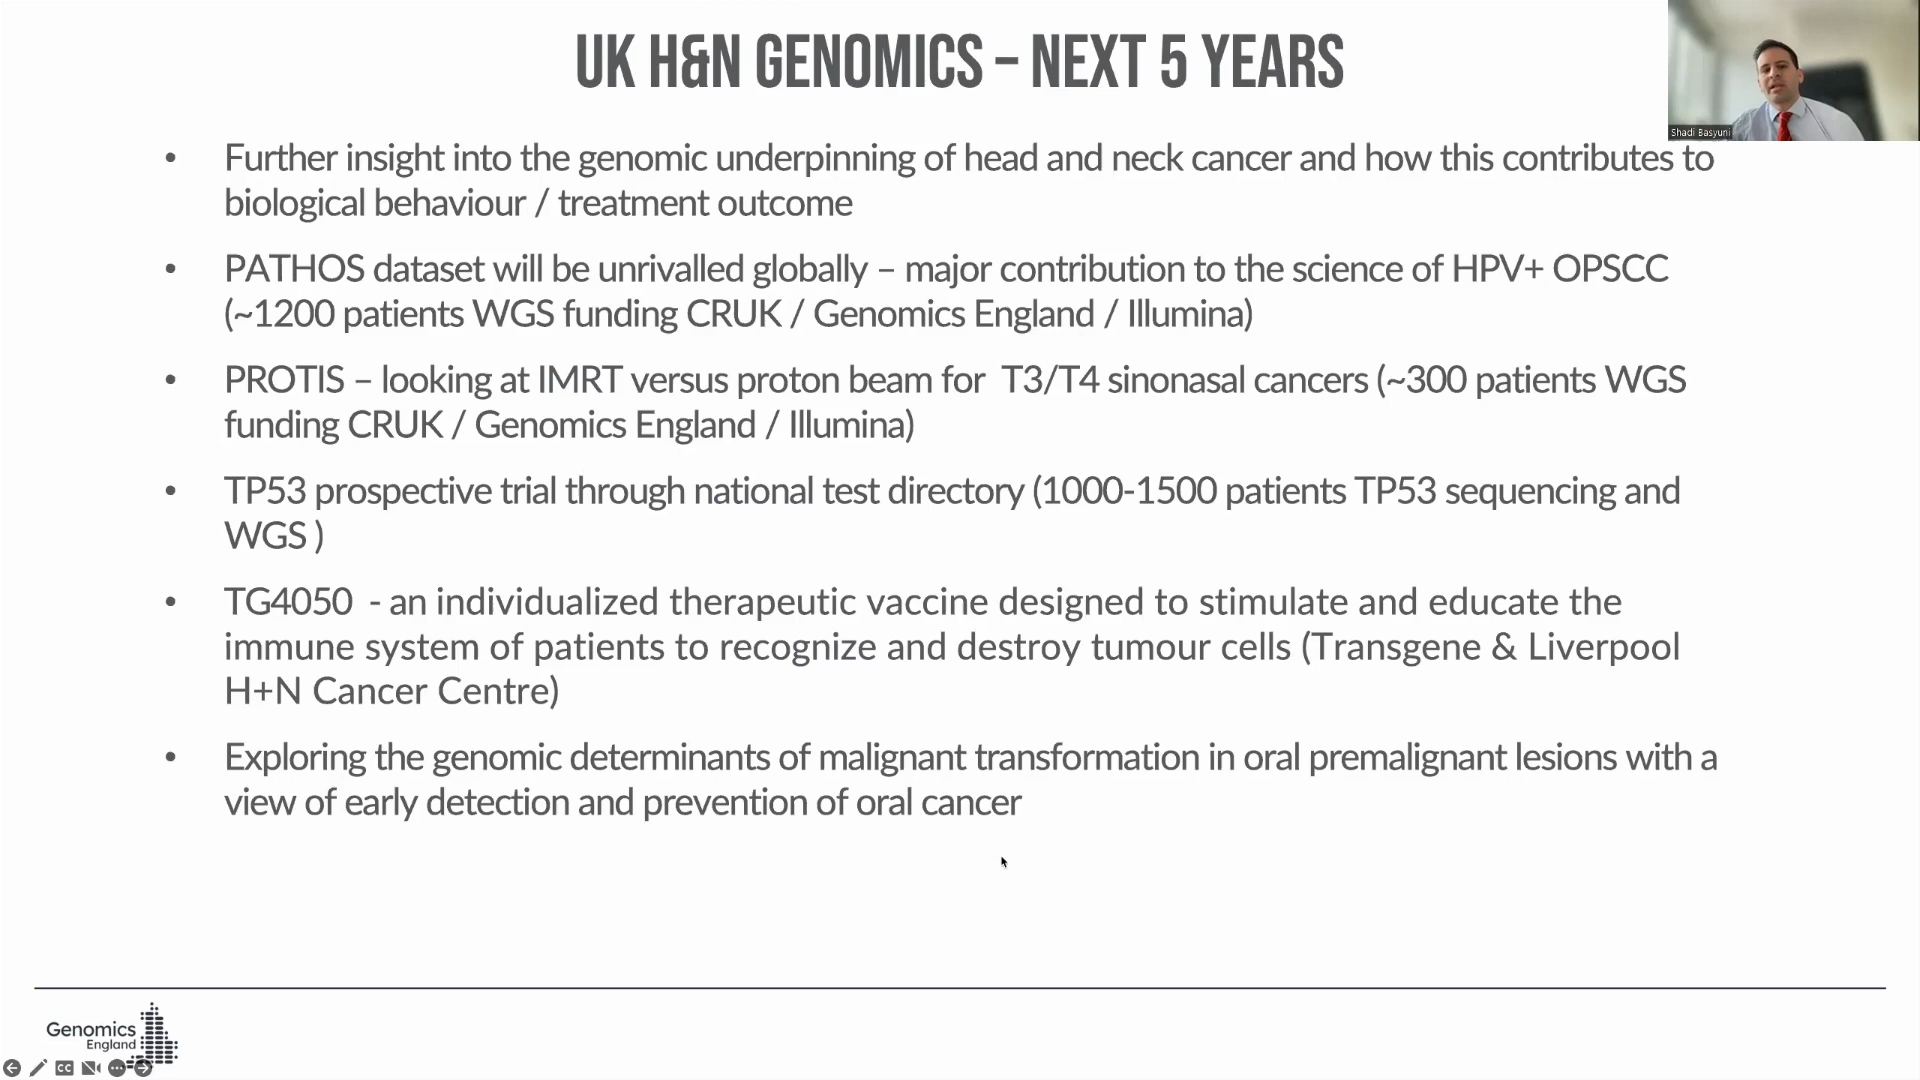 UK H&N GENOMICS – NEXT 5 YEARS
Shadi Basyuni
• Further insight into the genomic underpinning of head and neck cancer and how this contributes to
biological behaviour / treatment outcome
• PATHOS dataset will be unrivalled globally – major contribution to the science of HPV+ OPSCC
(~1200 patients WGS funding CRUK / Genomics England / Illumina)
• PROTIS – looking at IMRT versus proton beam for  T3/T4 sinonasal cancers (~300 patients WGS
funding CRUK / Genomics England / Illumina)
• TP53 prospective trial through national test directory (1000-1500 patients TP53 sequencing and
WGS )
• TG4050  - an individualized therapeutic vaccine designed to stimulate and educate the
immune system of patients to recognize and destroy tumour cells (Transgene & Liverpool
H+N Cancer Centre)
• Exploring the genomic determinants of malignant transformation in oral premalignant lesions with a
view of early detection and prevention of oral cancer
Genomics
England
CC